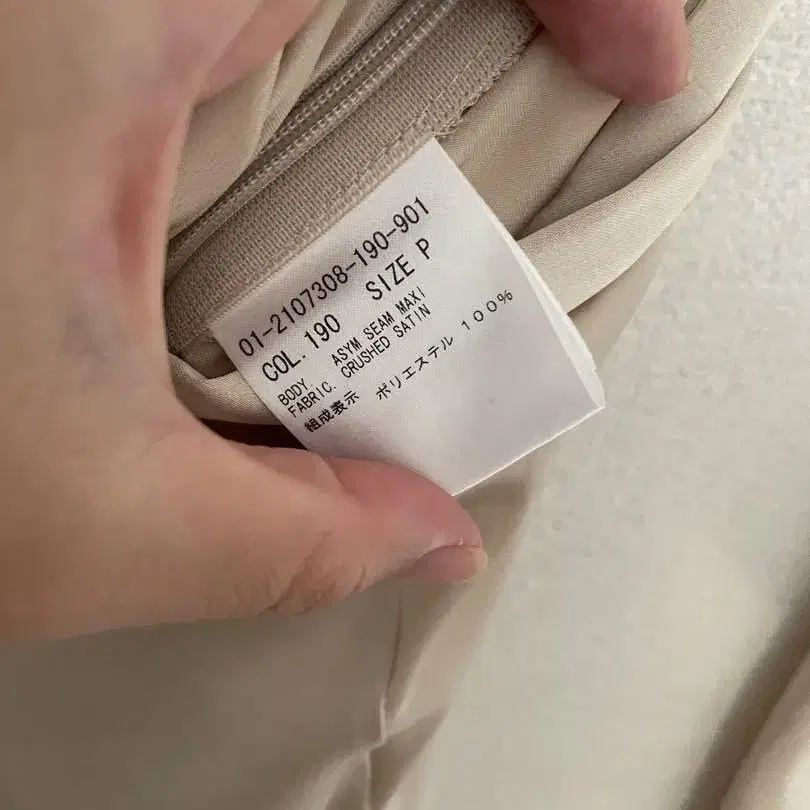 01-2107308-190-901
COL. 190 SIZE P
BODY. ASYM SEAM MAXI
FABRIC. CRUSHED SATIN
組成表示 ポリエステル 100%